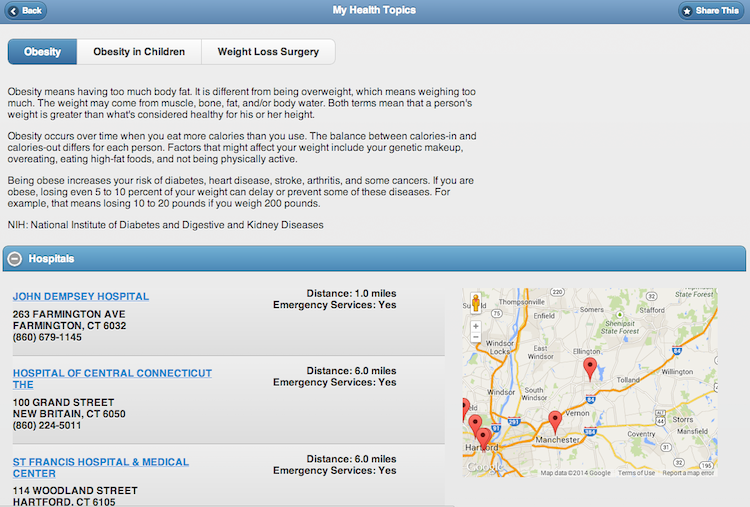 Back
My Health Topics
Share This
Obesity
Obesity in Children
Weight Loss Surgery
Obesity means having too much body fat. It is different from being overweight, which means weighing too
much. The weight may come from muscle, bone, fat, and/or body water. Both terms mean that a person's
weight is greater than what's considered healthy for his or her height.
Obesity occurs over time when you eat more calories than you use. The balance between calories-in and
calories-out differs for each person. Factors that might affect your weight include your genetic makeup,
overeating, eating high-fat foods, and not being physically active.
Being obese increases your risk of diabetes, heart disease, stroke, arthritis, and some cancers. If you are
obese, losing even 5 to 10 percent of your weight can delay or prevent some of these diseases. For
example, that means losing 10 to 20 pounds if you weigh 200 pounds.
NIH: National Institute of Diabetes and Digestive and Kidney Diseases
Hospitals
JOHN DEMPSEY HOSPITAL
263 FARMINGTON AVE
FARMINGTON, CT 6032
(860) 679-1145
Distance: 1.0 miles
Emergency Services: Yes
HOSPITAL OF CENTRAL CONNECTICUT
THE
100 GRAND STREET
NEW BRITAIN, CT 6050
(860) 224-5011
Distance: 6.0 miles
Emergency Services: Yes
ST FRANCIS HOSPITAL & MEDICAL
CENTER
114 WOODLAND STREET
HARTFORD, CT 6105
Distance: 6.0 miles
Emergency Services: Yes
220
32
State Forest
Thompsonville
Somers
Stafford
75
Enfield
Shenipsit
State Forest
Windsor
Locks
East
Windsor
Ellington
84
Willington
Tolland
Windsor
South
Windsor
84
Vernon
44
Storrs
91
291
384
Manchester
Coventry
Mansfield
Hartford
32
195
Google
Map data ©2014 Google
Terms of Use
Report a map error